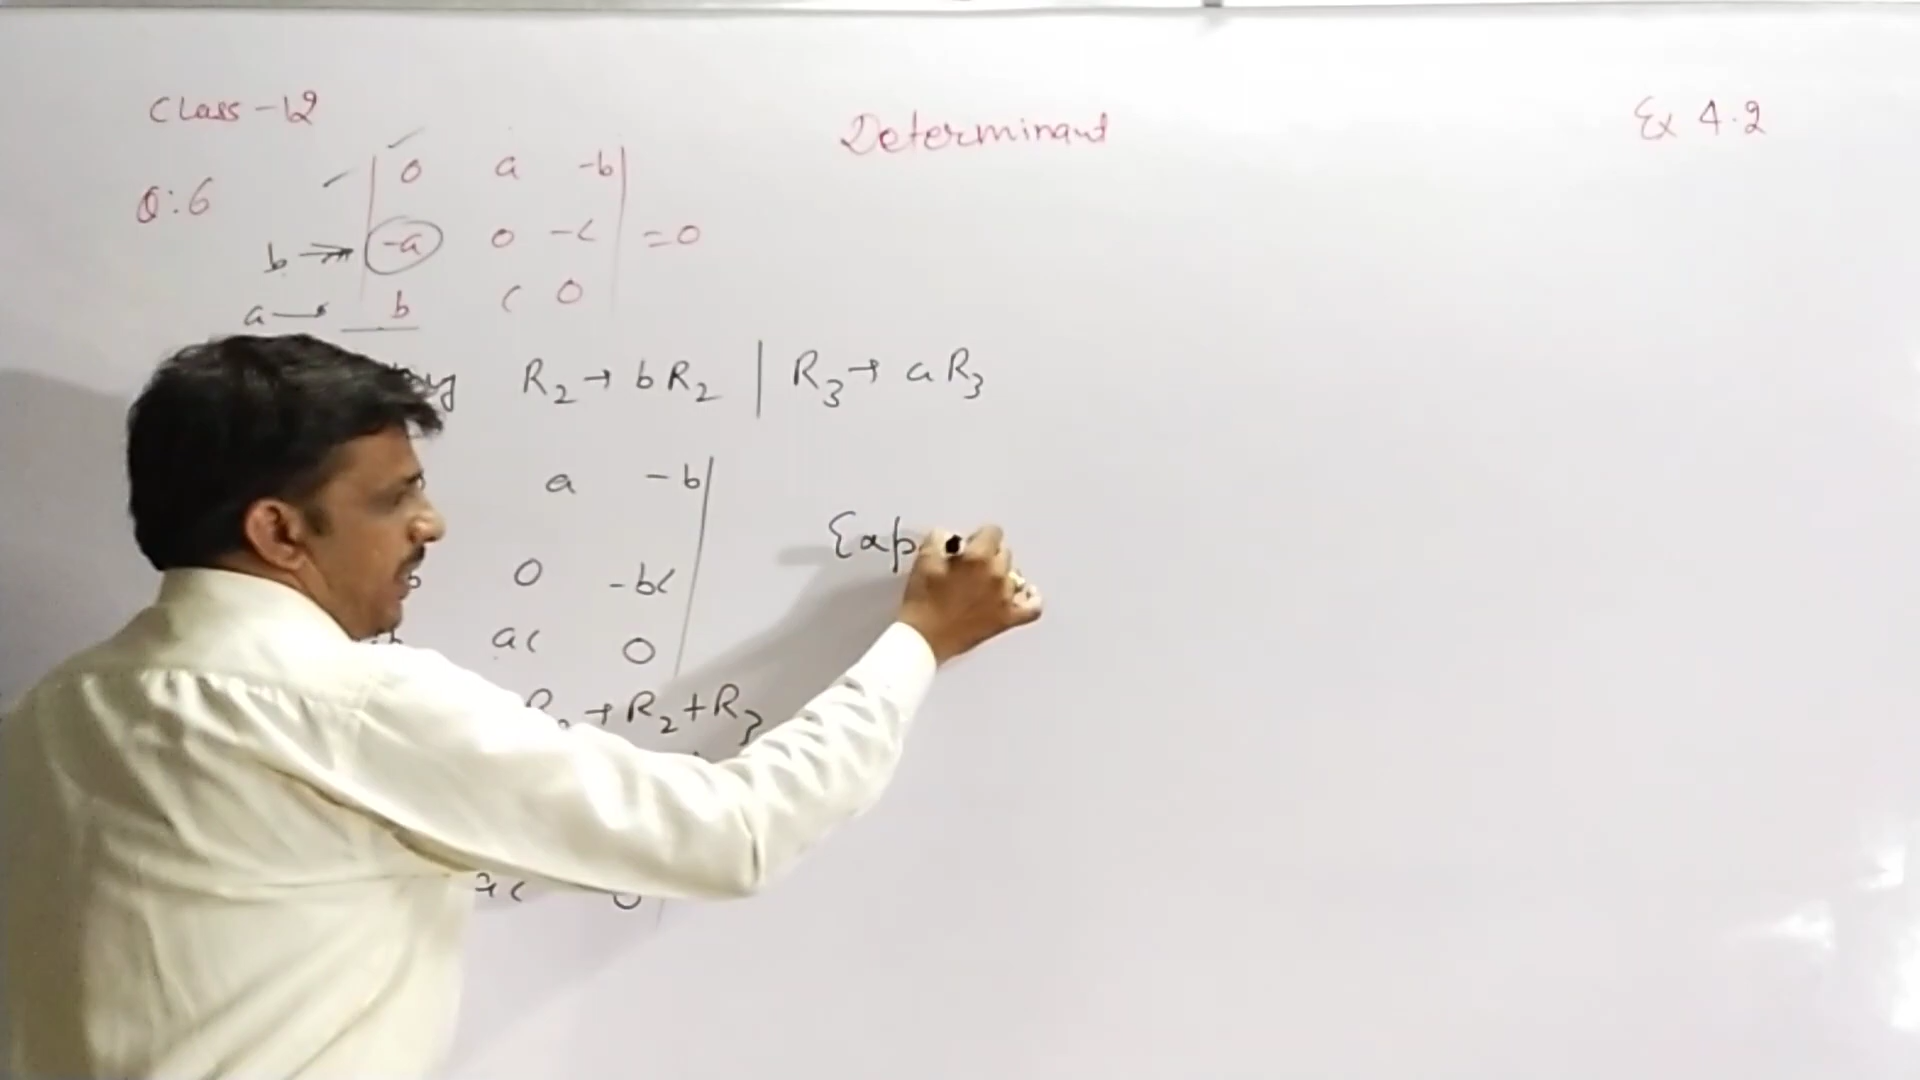 Class-12
Determinant
Ex 4.2
Q:6
0 a -b
b → -a 0 -c =0
a → b c 0
R2 → bR2 | R3 → aR3
a -b
Exp
0 -bc
ac 0
→ R2+R3
ac 0